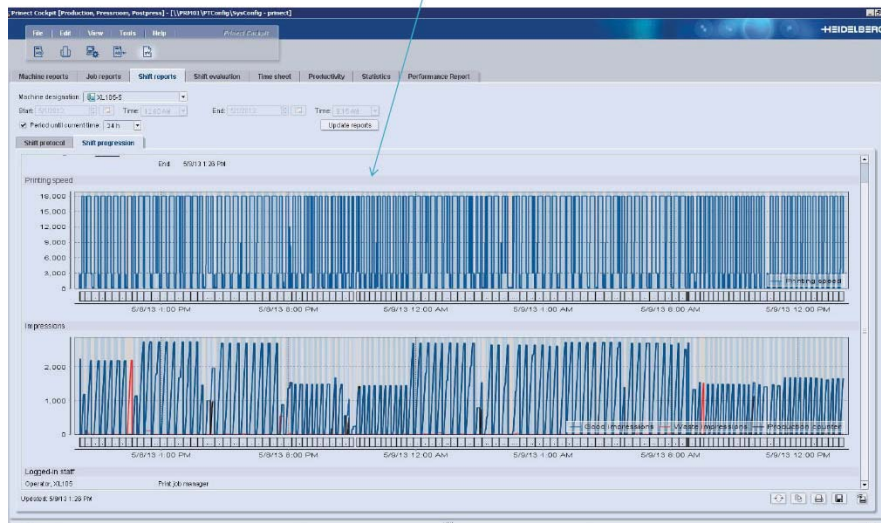 Prinect Cockpit [Production, Pressroom, Postpress] - [\\PRM01\PTConfig\SysConfig - prinect]
File Edit View Tools Help Prinect Cockpit
HEIDELBERG
Machine reports Job reports Shift reports Shift evaluation Time sheet Productivity Statistics Performance Report
Machine designation: XL105-5
Start: Time: End: Time:
Period until current time: 24 h Update reports
Shift protocol Shift progression
End: 5/9/13 1:26 PM
Printing speed
18,000
15,000
12,000
9,000
6,000
3,000
0
Printing speed
5/8/13 4:00 PM 5/8/13 8:00 PM 5/9/13 12:00 AM 5/9/13 4:00 AM 5/9/13 8:00 AM 5/9/13 12:00 PM
Impressions
2,000
1,000
0
Good impressions Waste impressions Production counter
5/8/13 4:00 PM 5/8/13 8:00 PM 5/9/13 12:00 AM 5/9/13 4:00 AM 5/9/13 8:00 AM 5/9/13 12:00 PM
Logged-in staff
Operator, XL105 Print job manager
Updated: 5/9/13 1:26 PM